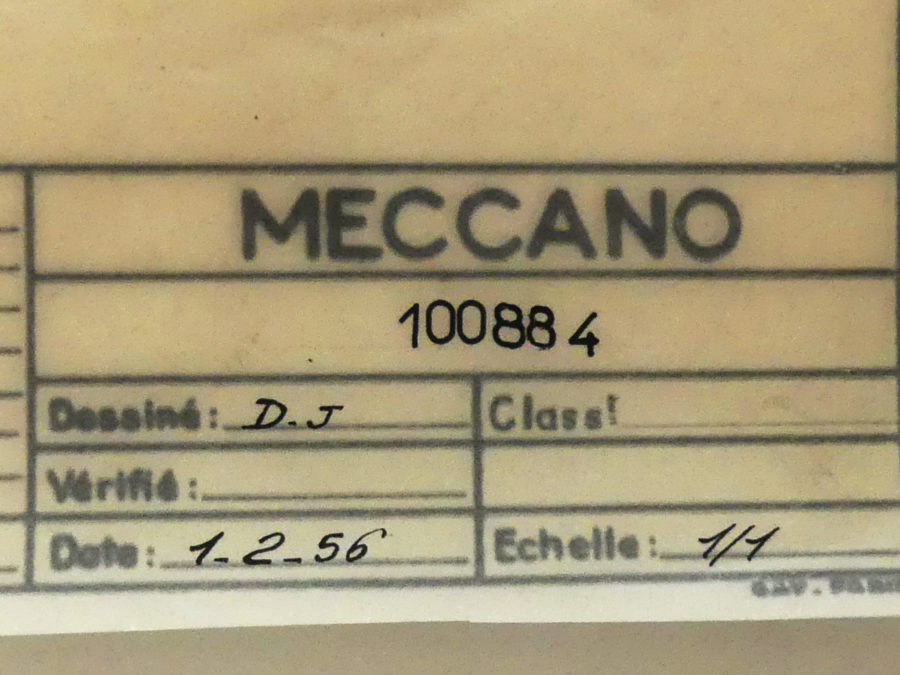 MECCANO
100884
Dessiné: D.J Classt
Vérifié:
Date: 1-2-56 Echelle: 1/1